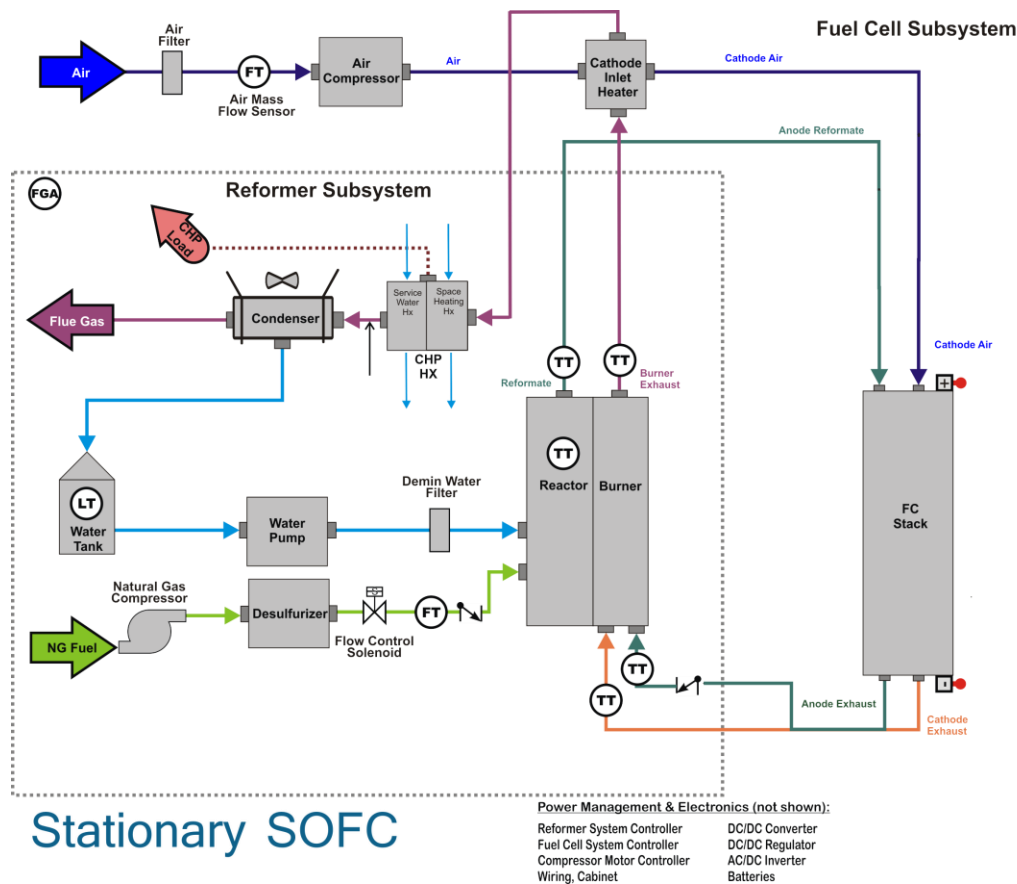 Fuel Cell Subsystem
Air
Filter
Air
FT
Air Mass
Flow Sensor
Air
Compressor
Air
Cathode
Inlet
Heater
Cathode Air
Anode Reformate
FGA
Reformer Subsystem
CHP
Load
Service
Water
Hx
Space
Heating
Hx
CHP
HX
Flue Gas
Condenser
TT
TT
Reformate
Burner
Exhaust
Cathode Air
+
TT
Reactor
Burner
FC
Stack
LT
Water
Tank
Water
Pump
Demin Water
Filter
Natural Gas
Compressor
NG Fuel
Desulfurizer
Flow Control
Solenoid
FT
TT
TT
Anode Exhaust
-
Cathode
Exhaust
Stationary SOFC
Power Management & Electronics (not shown):
Reformer System Controller
Fuel Cell System Controller
Compressor Motor Controller
Wiring, Cabinet
DC/DC Converter
DC/DC Regulator
AC/DC Inverter
Batteries